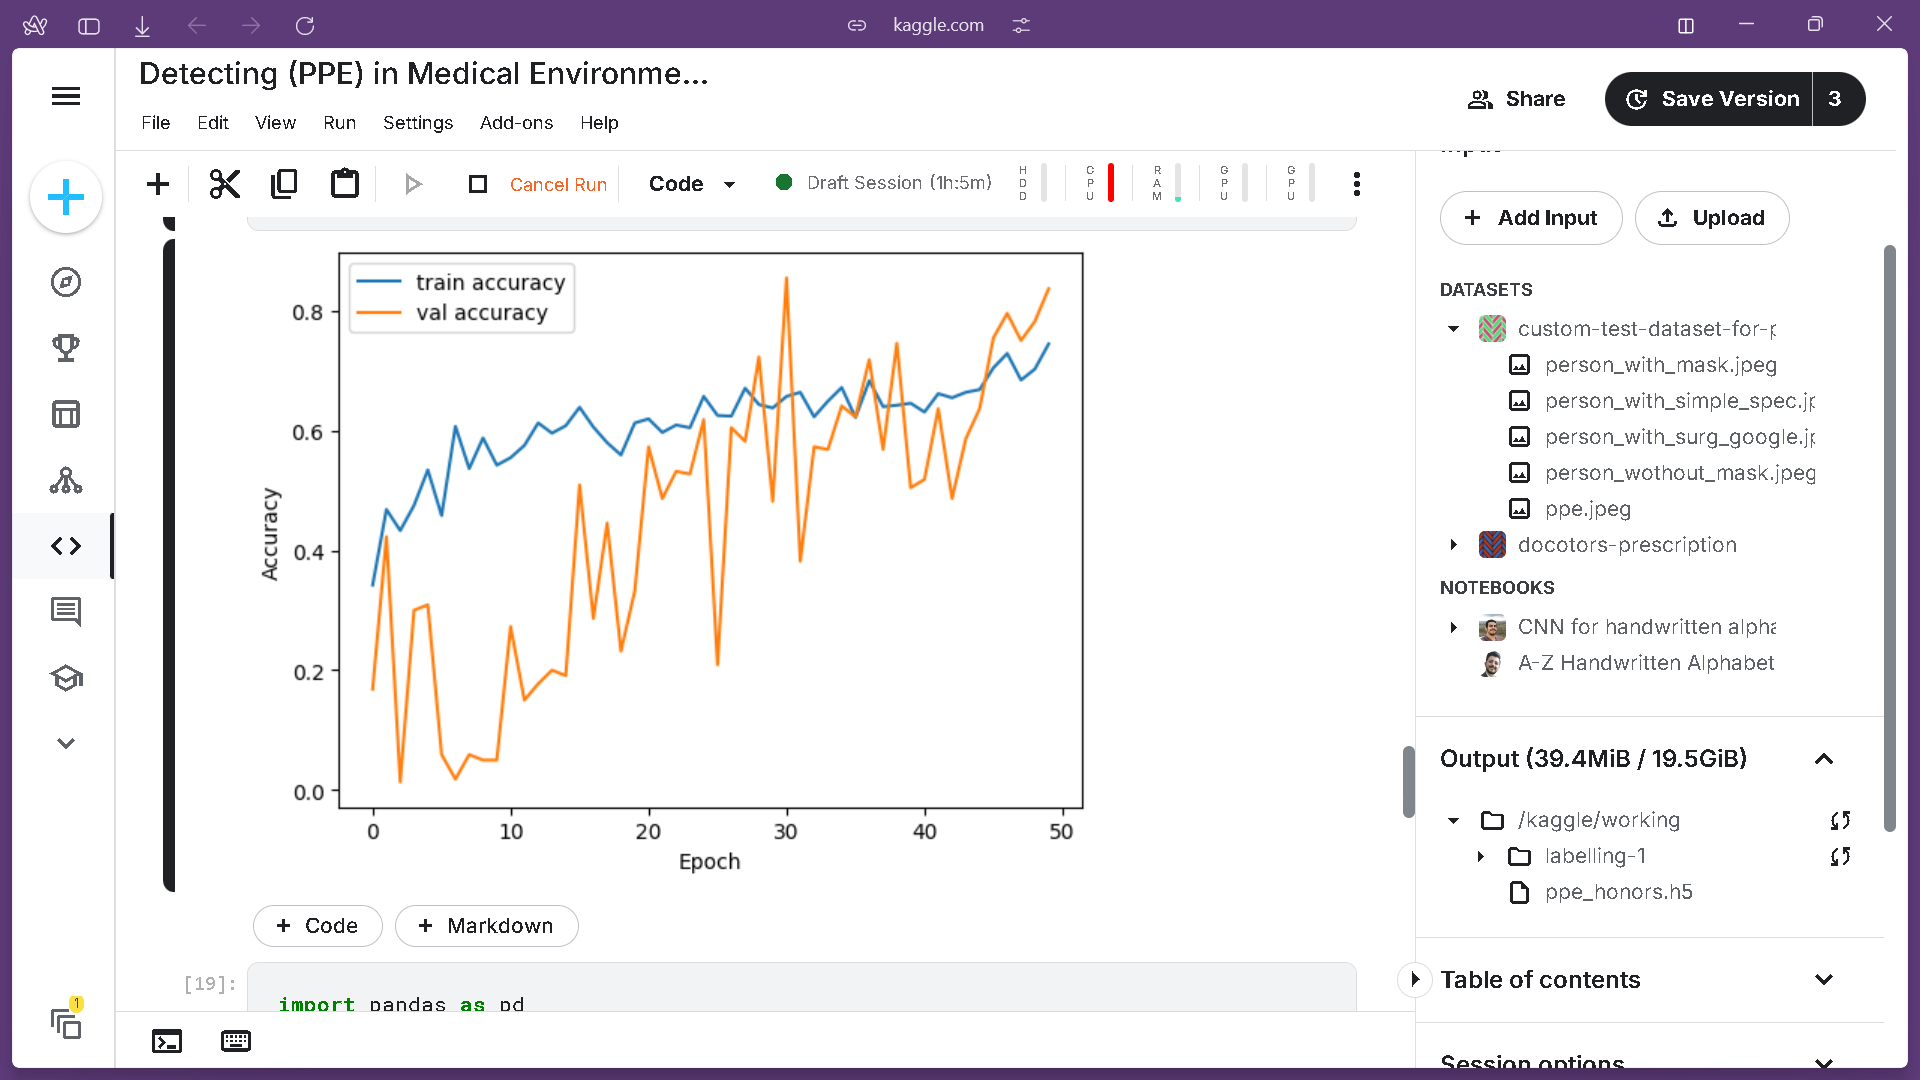 kaggle.com
Detecting (PPE) in Medical Environme...
File Edit View Run Settings Add-ons Help
Share
Save Version 3
Cancel Run
Code
Draft Session (1h:5m)
HDD
CPU
RAM
GPU
GPU
train accuracy
val accuracy
0.8
0.6
0.4
0.2
0.0
Accuracy
0 10 20 30 40 50
Epoch
+ Code + Markdown
[19]:
import pandas as pd
1
+ Add Input Upload
DATASETS
custom-test-dataset-for-p
person_with_mask.jpeg
person_with_simple_spec.jp
person_with_surg_google.jp
person_wothout_mask.jpeg
ppe.jpeg
docotors-prescription
NOTEBOOKS
CNN for handwritten alpha
A-Z Handwritten Alphabet
Output (39.4MiB / 19.5GiB)
/kaggle/working
labelling-1
ppe_honors.h5
Table of contents
Session options